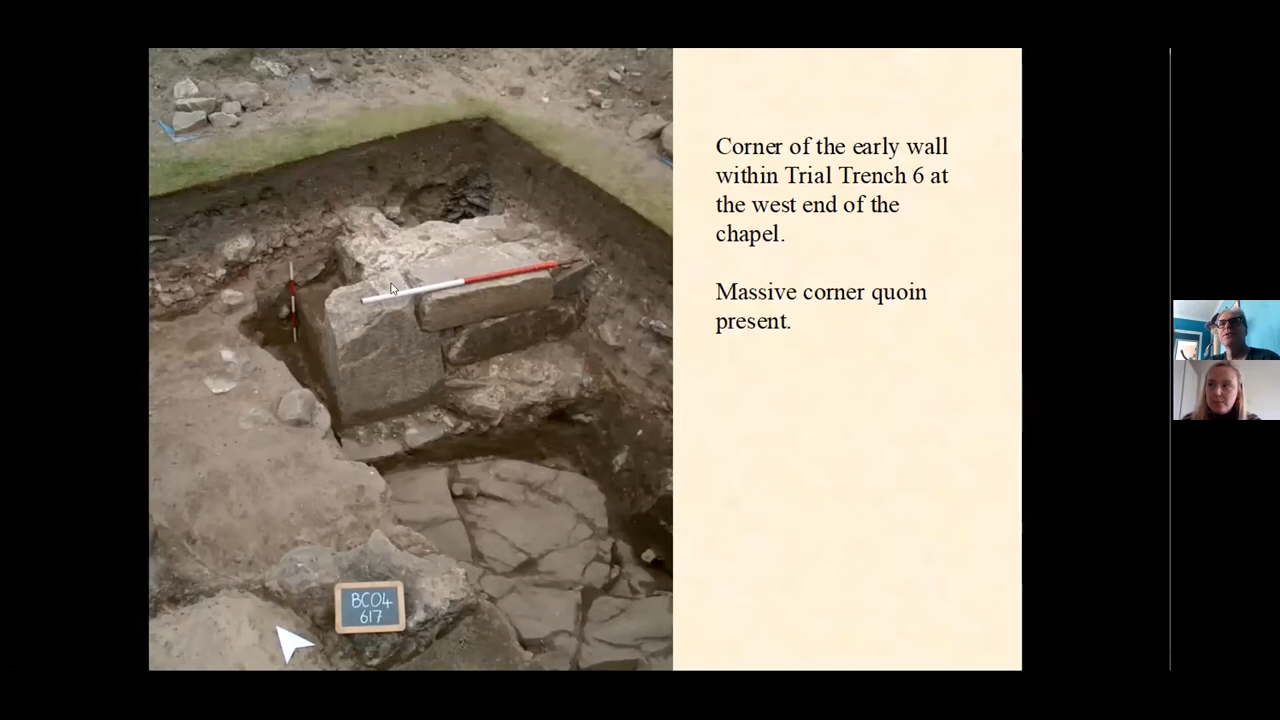 Corner of the early wall
within Trial Trench 6 at
the west end of the
chapel.
Massive corner quoin
present.
BC04
617